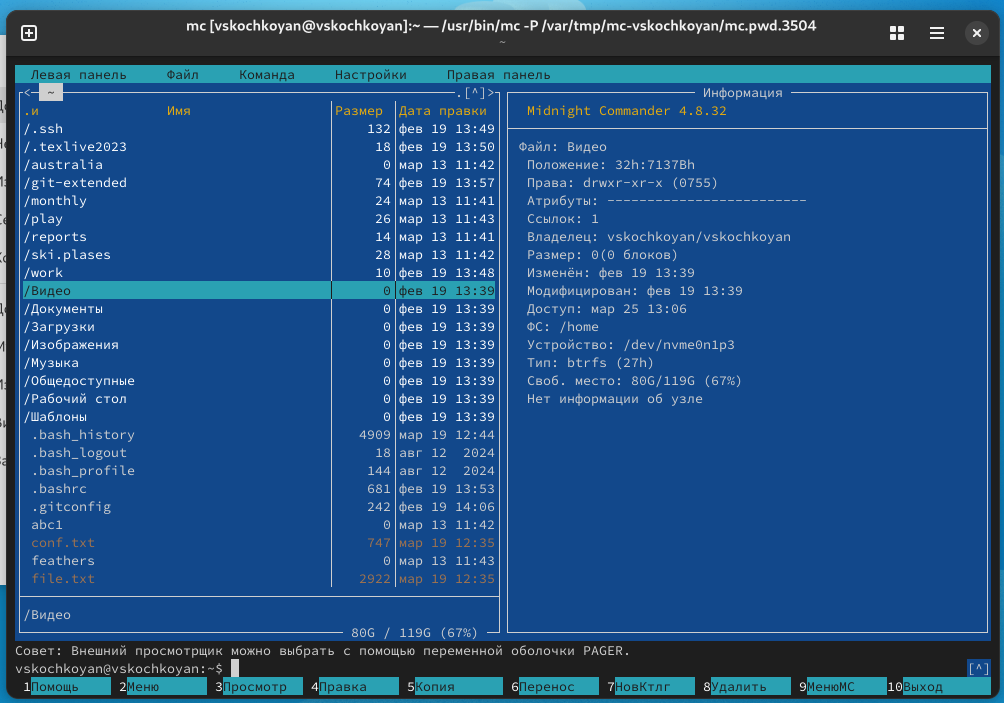 mc [vskochkoyan@vskochkoyan]:~ — /usr/bin/mc -P /var/tmp/mc-vskochkoyan/mc.pwd.3504
~
Левая панель Файл Команда Настройки Правая панель
<─ ~ .[^]>
.и Имя Размер Дата правки
/.ssh 132 фев 19 13:49
/.texlive2023 18 фев 19 13:50
/australia 0 мар 13 11:42
/git-extended 74 фев 19 13:57
/monthly 24 мар 13 11:41
/play 26 мар 13 11:43
/reports 14 мар 13 11:41
/ski.plases 28 мар 13 11:42
/work 10 фев 19 13:48
/Видео 0 фев 19 13:39
/Документы 0 фев 19 13:39
/Загрузки 0 фев 19 13:39
/Изображения 0 фев 19 13:39
/Музыка 0 фев 19 13:39
/Общедоступные 0 фев 19 13:39
/Рабочий стол 0 фев 19 13:39
/Шаблоны 0 фев 19 13:39
.bash_history 4909 мар 19 12:44
.bash_logout 18 авг 12 2024
.bash_profile 144 авг 12 2024
.bashrc 681 фев 19 13:53
.gitconfig 242 фев 19 14:06
abc1 0 мар 13 11:42
conf.txt 747 мар 19 12:35
feathers 0 мар 13 11:43
file.txt 2922 мар 19 12:35
/Видео
80G / 119G (67%)
Информация
Midnight Commander 4.8.32
Файл: Видео
Положение: 32h:7137Bh
Права: drwxr-xr-x (0755)
Атрибуты: -------------------------
Ссылок: 1
Владелец: vskochkoyan/vskochkoyan
Размер: 0(0 блоков)
Изменён: фев 19 13:39
Модифицирован: фев 19 13:39
Доступ: мар 25 13:06
ФС: /home
Устройство: /dev/nvme0n1p3
Тип: btrfs (27h)
Своб. место: 80G/119G (67%)
Нет информации об узле
Совет: Внешний просмотрщик можно выбрать с помощью переменной оболочки PAGER.
vskochkoyan@vskochkoyan:~$ [^]
1Помощь 2Меню 3Просмотр 4Правка 5Копия 6Перенос 7НовКтлг 8Удалить 9МенюMC 10Выход